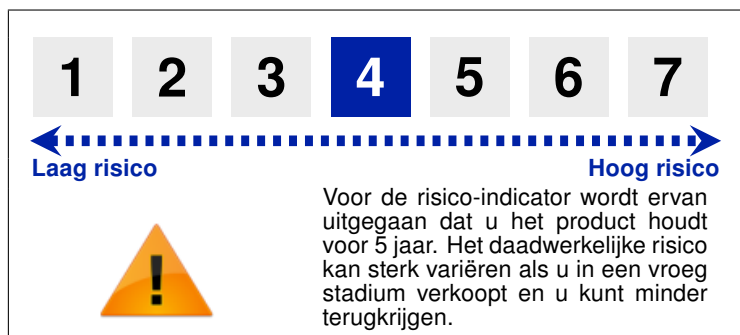 1 2 3 4 5 6 7
Laag risico Hoog risico
Voor de risico-indicator wordt ervan
uitgegaan dat u het product houdt
voor 5 jaar. Het daadwerkelijke risico
kan sterk variëren als u in een vroeg
stadium verkoopt en u kunt minder
terugkrijgen.